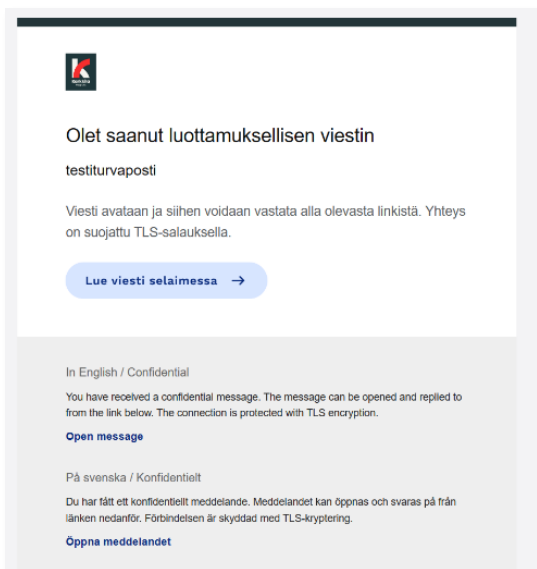 Olet saanut luottamuksellisen viestin
testiturvaposti
Viesti avataan ja siihen voidaan vastata alla olevasta linkistä. Yhteys
on suojattu TLS-salauksella.
Lue viesti selaimessa →
In English / Confidential
You have received a confidential message. The message can be opened and replied to
from the link below. The connection is protected with TLS encryption.
Open message
På svenska / Konfidentielt
Du har fått ett konfidentiellt meddelande. Meddelandet kan öppnas och svaras på från
länken nedanför. Förbindelsen är skyddad med TLS-kryptering.
Öppna meddelandet